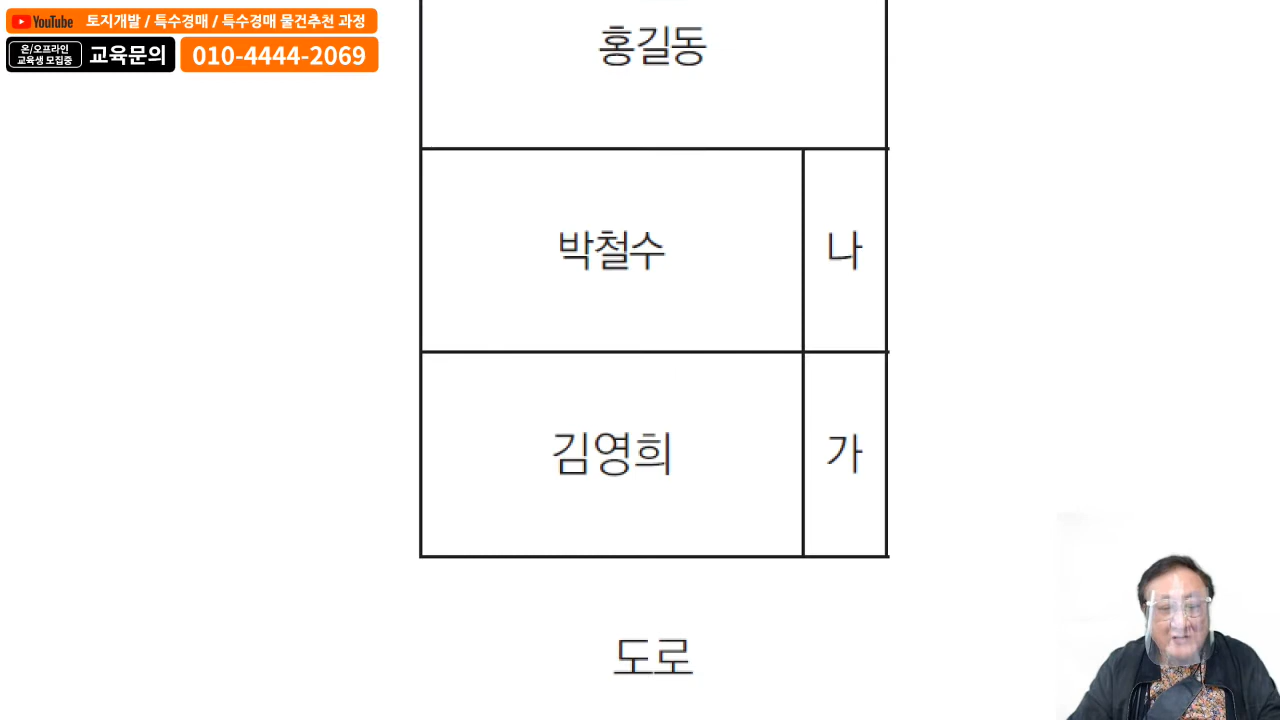 YouTube 토지개발 / 특수경매 / 특수경매 물건추천 과정
온/오프라인
교육생 모집중
교육문의 010-4444-2069
홍길동
박철수 나
김영희 가
도로